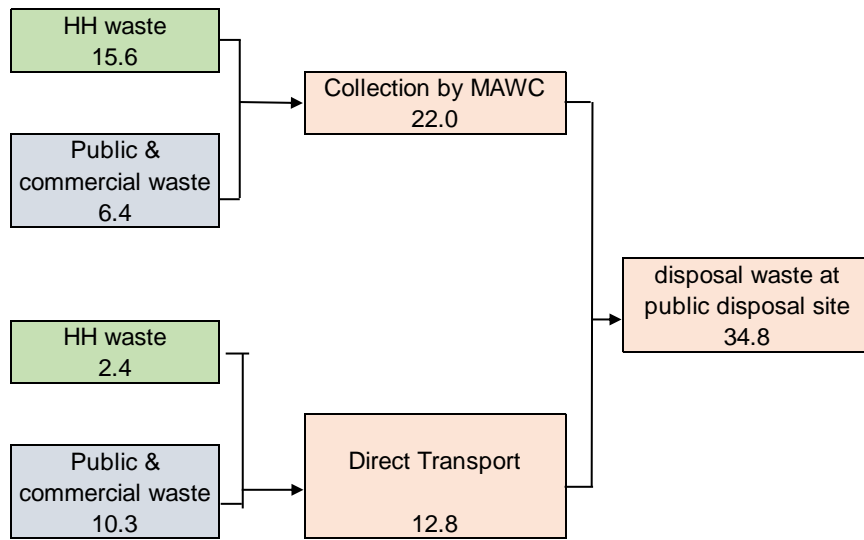 HH waste
15.6
Collection by MAWC
22.0
Public &
commercial waste
6.4
disposal waste at
public disposal site
34.8
HH waste
2.4
Public &
commercial waste
10.3
Direct Transport
12.8